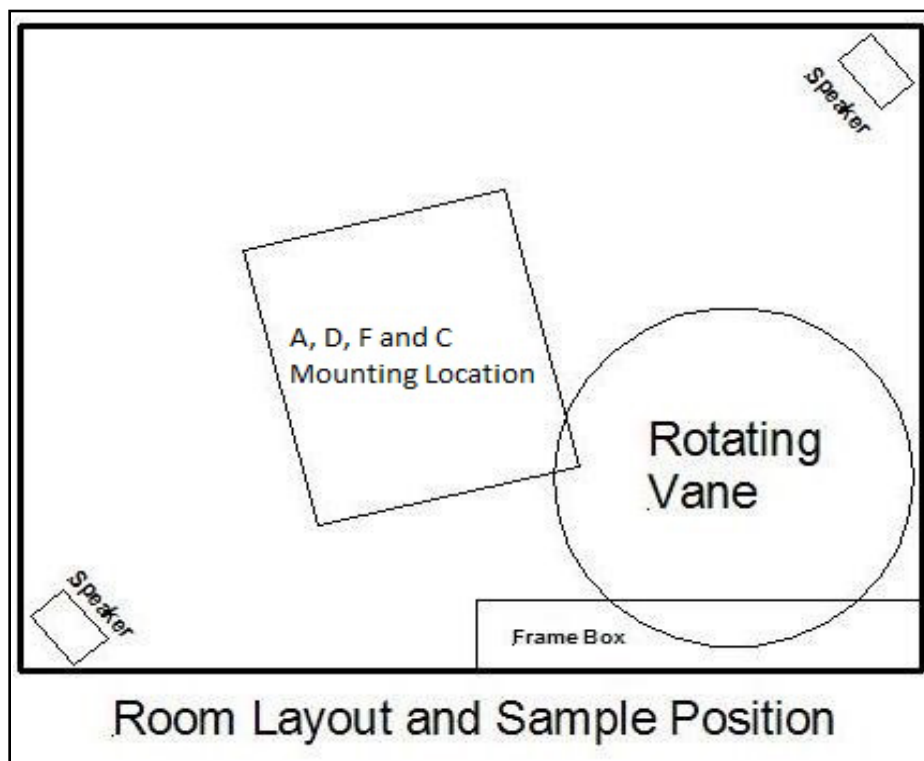 Speaker
A, D, F and C
Mounting Location
Rotating
Vane
Speaker
Frame Box
Room Layout and Sample Position